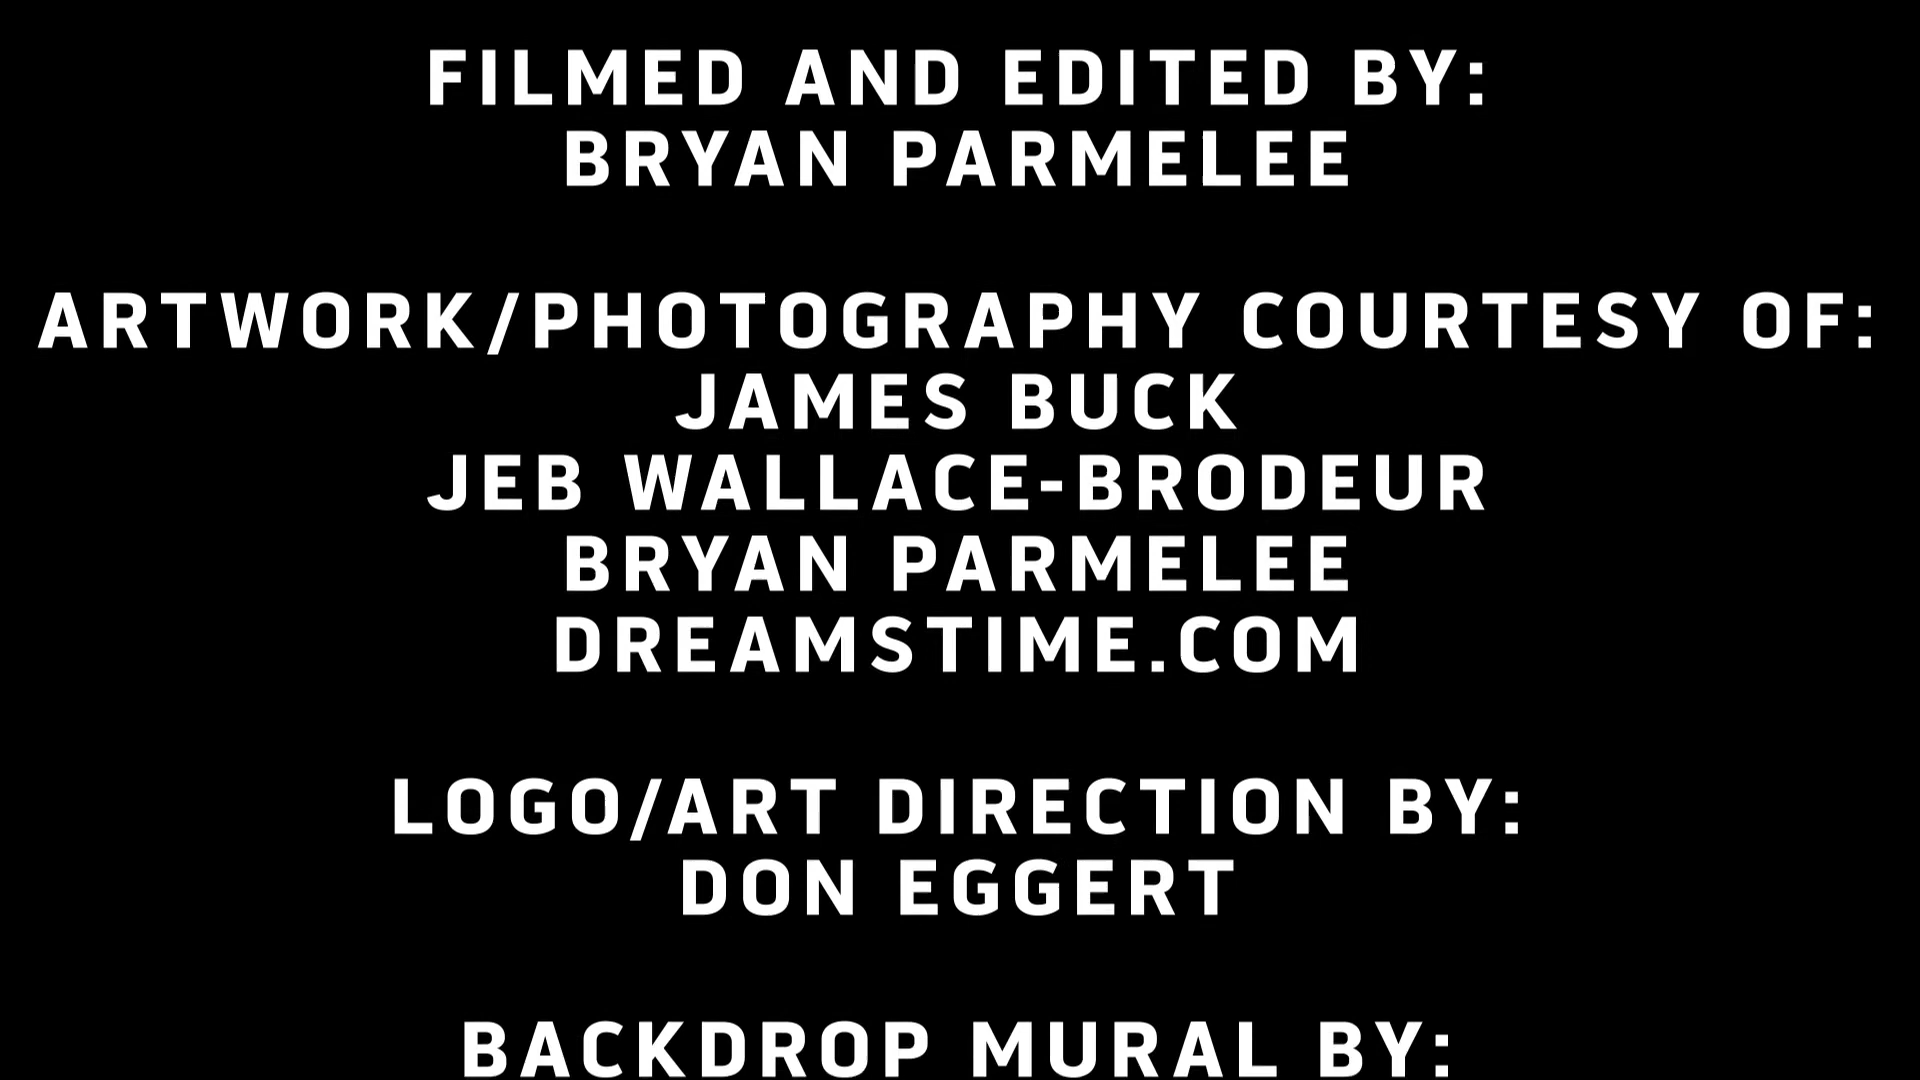 FILMED AND EDITED BY:
BRYAN PARMELEE
ARTWORK/PHOTOGRAPHY COURTESY OF:
JAMES BUCK
JEB WALLACE-BRODEUR
BRYAN PARMELEE
DREAMSTIME.COM
LOGO/ART DIRECTION BY:
DON EGGERT
BACKDROP MURAL BY: